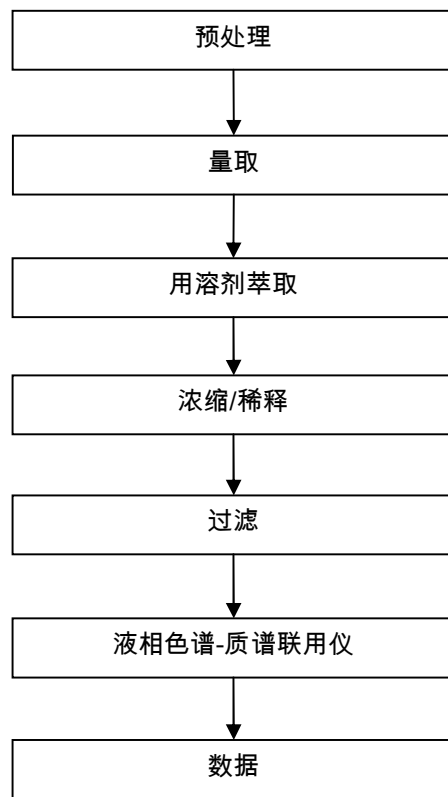 预处理
量取
用溶剂萃取
浓缩/稀释
过滤
液相色谱-质谱联用仪
数据